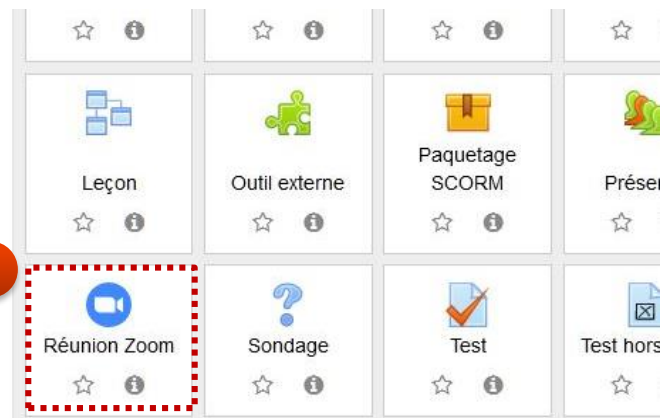 Leçon
Outil externe
Paquetage
SCORM
Réunion Zoom
Sondage
Test
Test hors